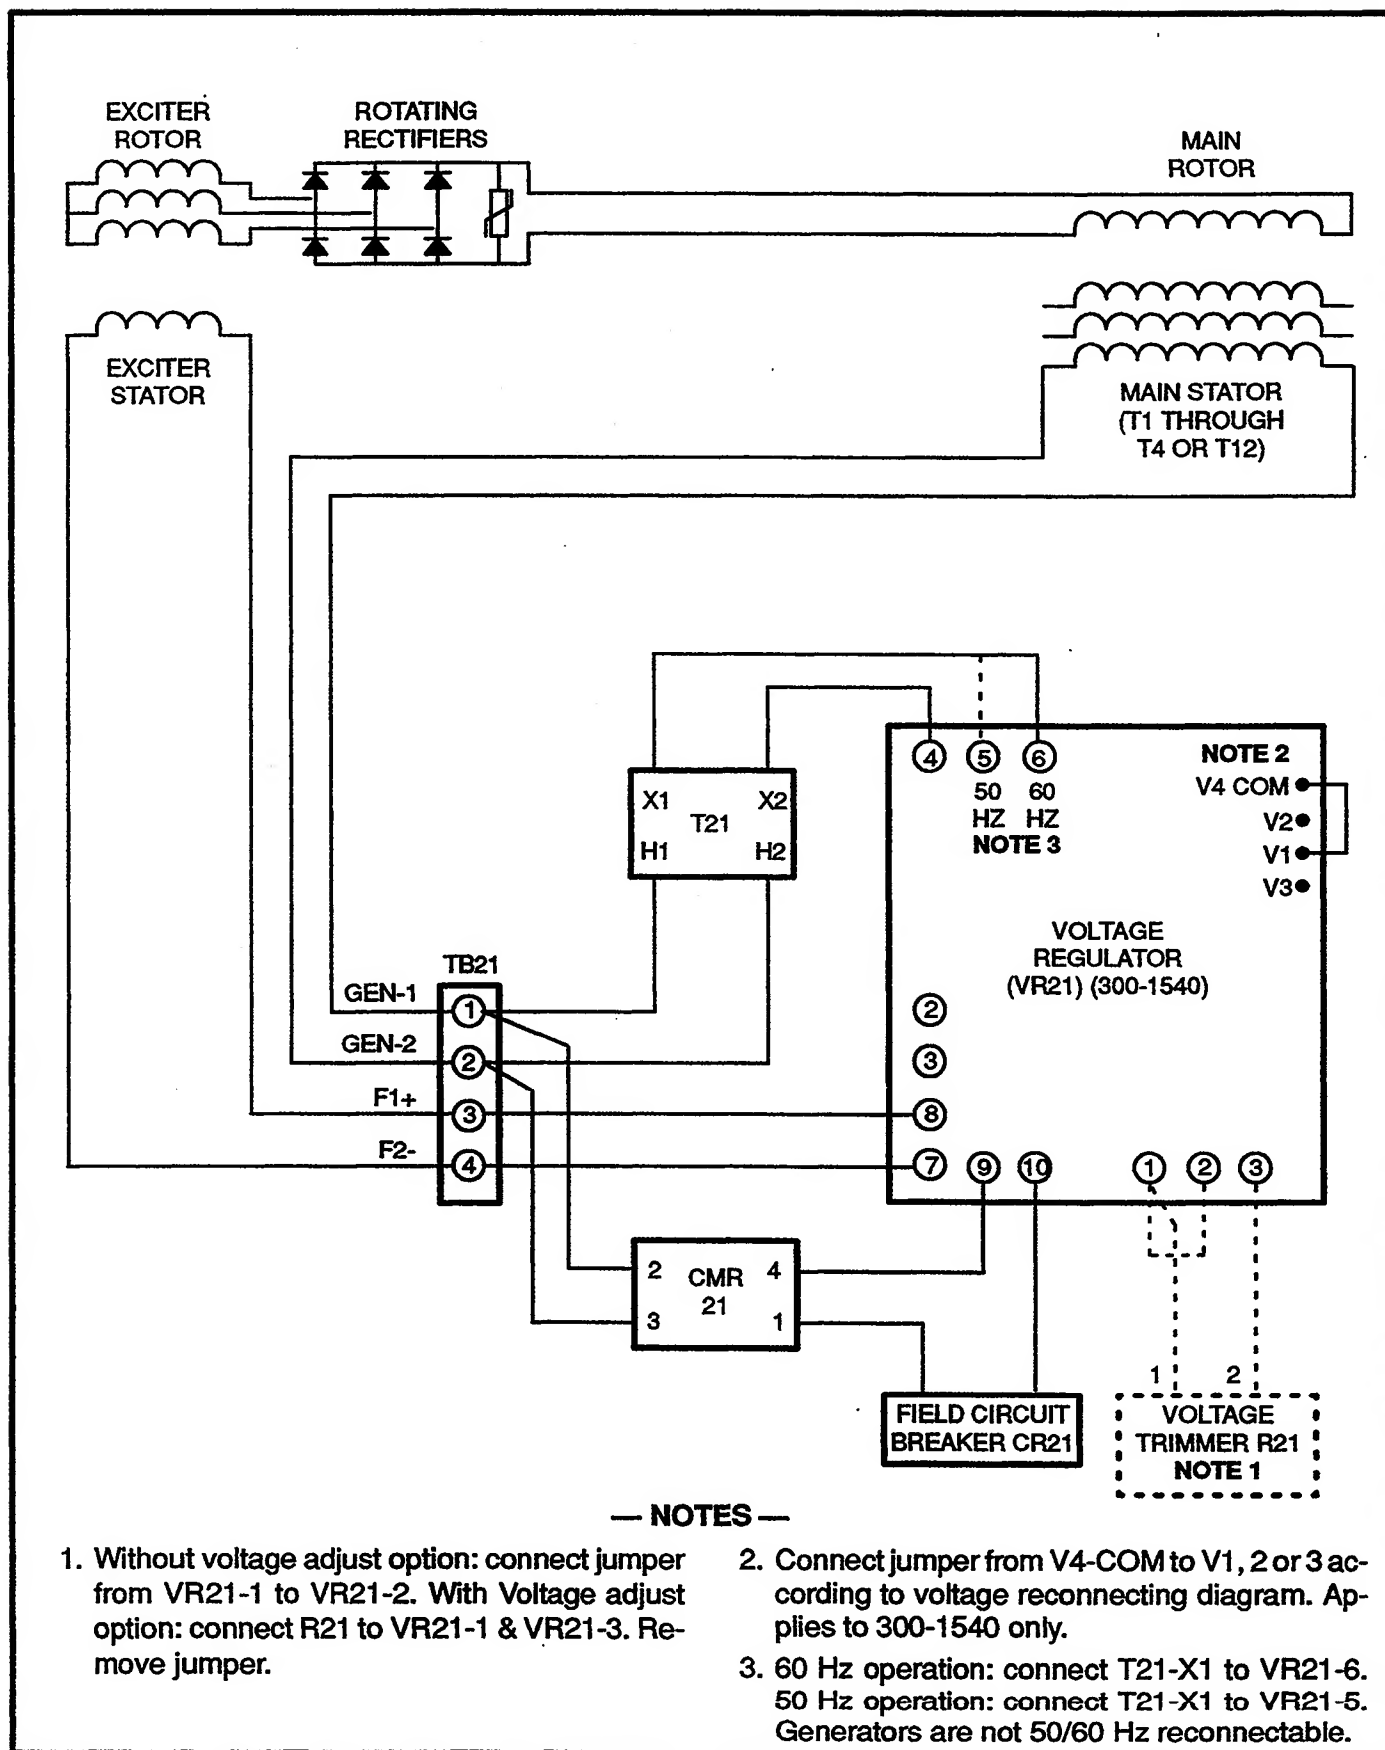 EXCITER
ROTOR
ROTATING
RECTIFIERS
MAIN
ROTOR
EXCITER
STATOR
MAIN STATOR
(T1 THROUGH
T4 OR T12)
4
5
6
50
HZ
60
HZ
NOTE 3
NOTE 2
V4 COM
V2
V1
V3
X1
X2
T21
H1
H2
VOLTAGE
REGULATOR
(VR21) (300-1540)
TB21
GEN-1
1
GEN-2
2
F1+
3
F2-
4
2
3
8
7
9
10
1
2
3
2
CMR
21
4
3
1
1
2
FIELD CIRCUIT
BREAKER CR21
VOLTAGE
TRIMMER R21
NOTE 1
— NOTES —
1. Without voltage adjust option: connect jumper
from VR21-1 to VR21-2. With Voltage adjust
option: connect R21 to VR21-1 & VR21-3. Re-
move jumper.
2. Connect jumper from V4-COM to V1, 2 or 3 ac-
cording to voltage reconnecting diagram. Ap-
plies to 300-1540 only.
3. 60 Hz operation: connect T21-X1 to VR21-6.
50 Hz operation: connect T21-X1 to VR21-5.
Generators are not 50/60 Hz reconnectable.